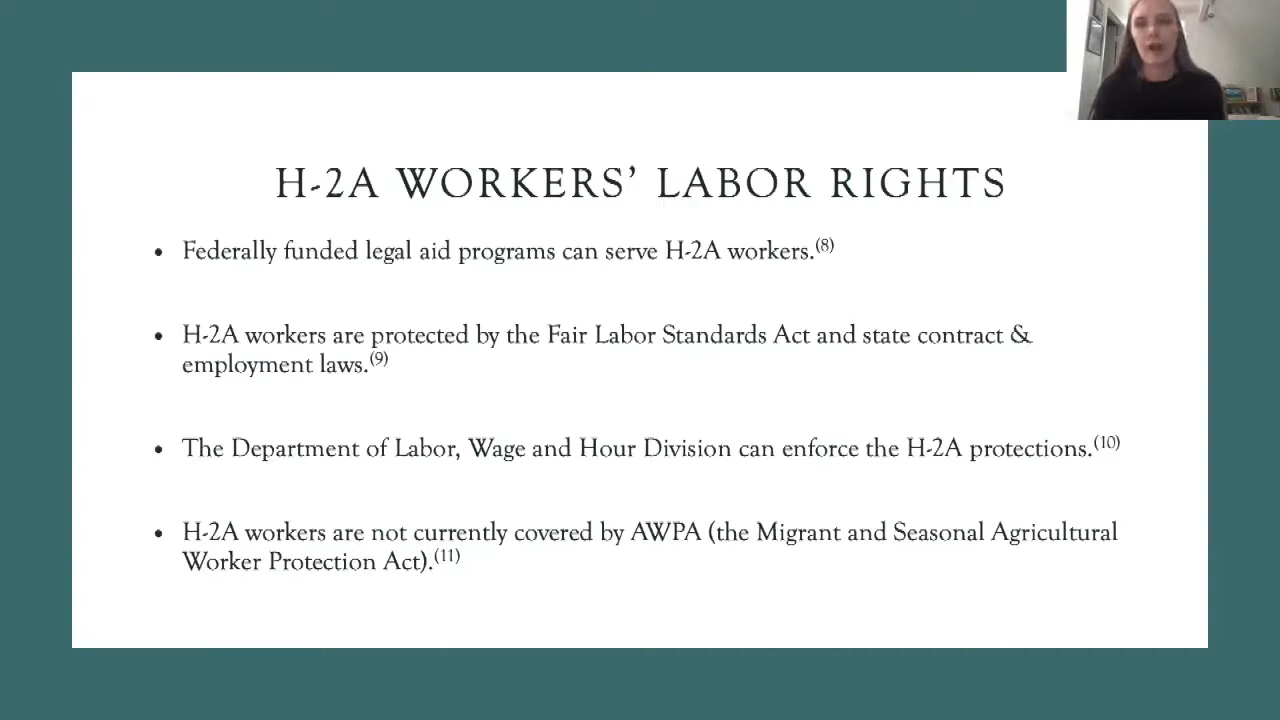 H-2A WORKERS’ LABOR RIGHTS
• Federally funded legal aid programs can serve H-2A workers.(8)
• H-2A workers are protected by the Fair Labor Standards Act and state contract &
employment laws.(9)
• The Department of Labor, Wage and Hour Division can enforce the H-2A protections.(10)
• H-2A workers are not currently covered by AWPA (the Migrant and Seasonal Agricultural
Worker Protection Act).(11)